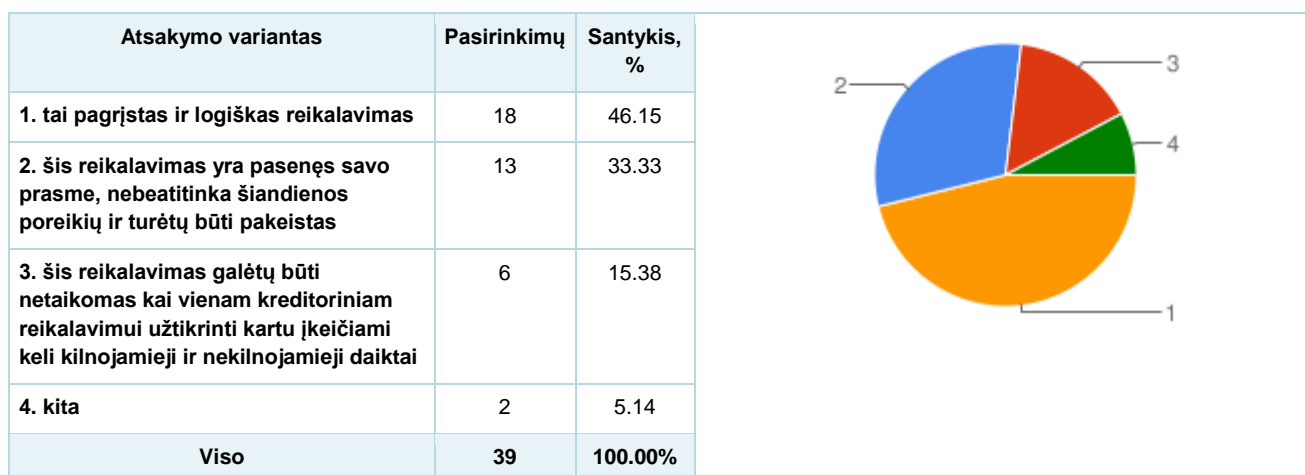 Atsakymo variantas Pasirinkimų Santykis,
%
1. tai pagrįstas ir logiškas reikalavimas 18 46.15
2. šis reikalavimas yra pasenęs savo 13 33.33
prasme, nebeatitinka šiandienos
poreikių ir turėtų būti pakeistas
3. šis reikalavimas galėtų būti 6 15.38
netaikomas kai vienam kreditoriniam
reikalavimui užtikrinti kartu įkeičiami
keli kilnojamieji ir nekilnojamieji daiktai
4. kita 2 5.14
Viso 39 100.00%
2
3
4
1